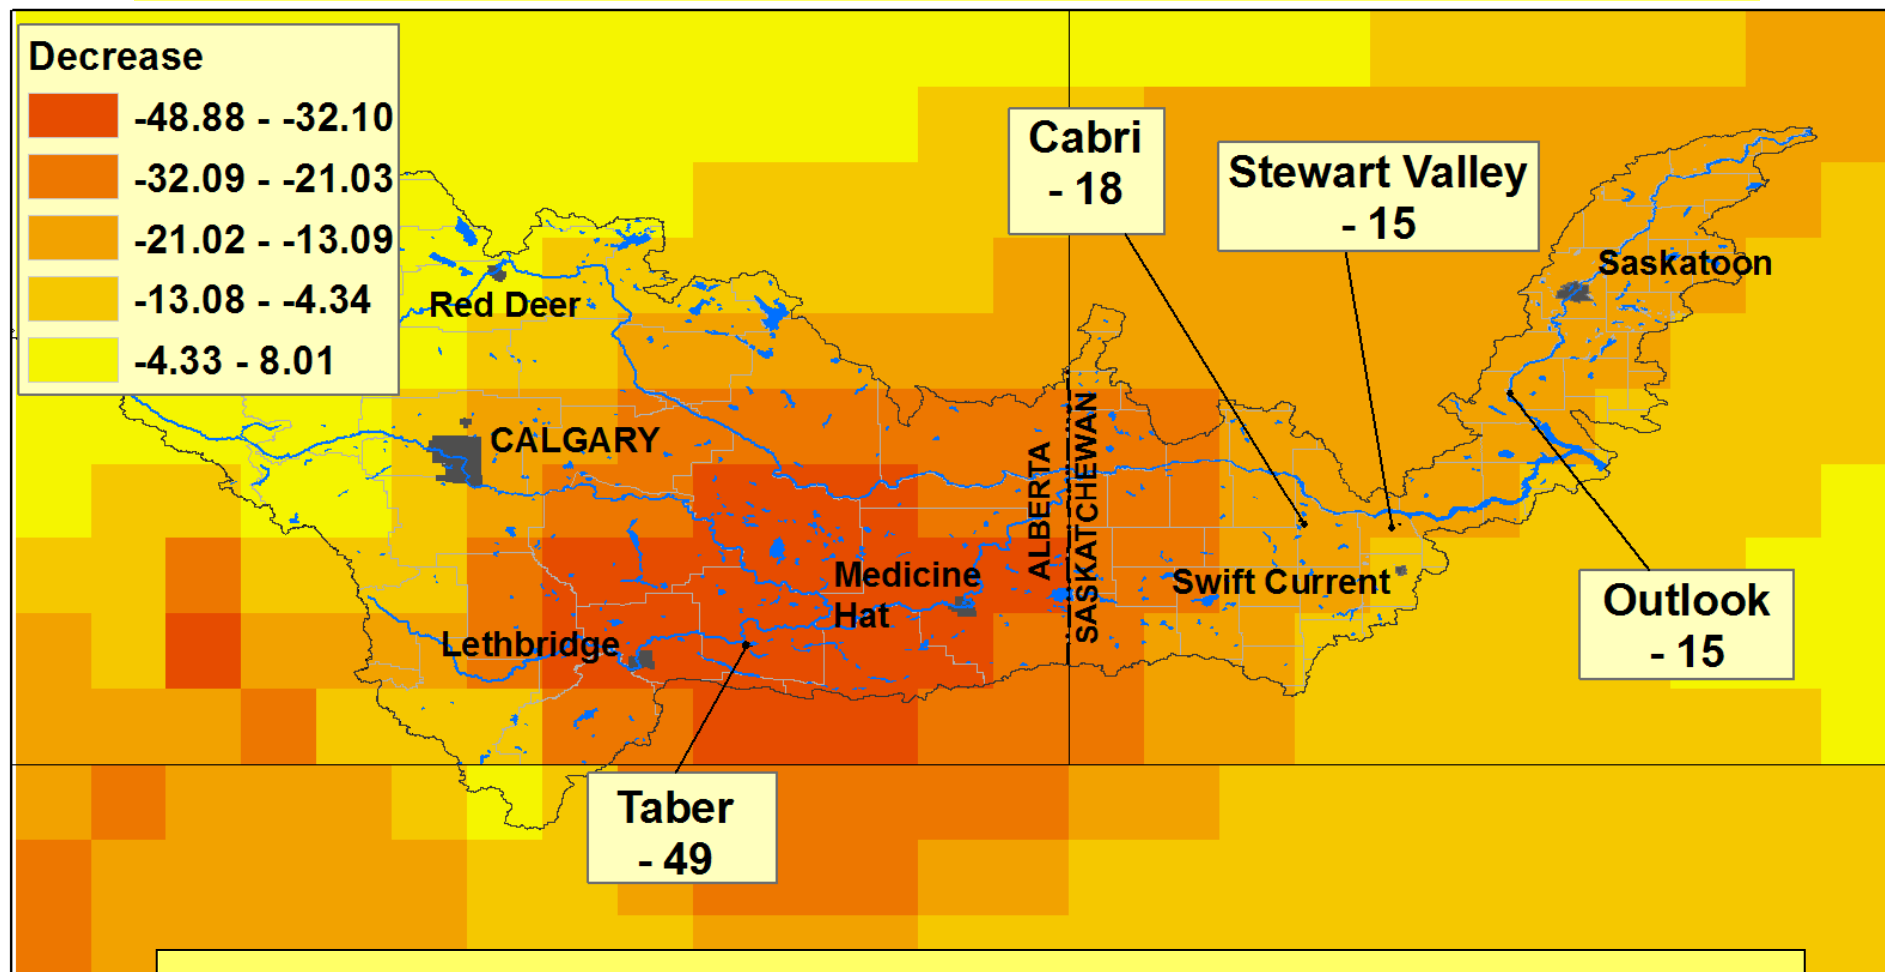 Decrease
-48.88 - -32.10
-32.09 - -21.03
-21.02 - -13.09
-13.08 - -4.34
-4.33 - 8.01
Cabri
- 18
Stewart Valley
- 15
Saskatoon
Red Deer
CALGARY
ALBERTA
SASKATCHEWAN
Medicine
Hat
Swift Current
Lethbridge
Outlook
- 15
Taber
- 49